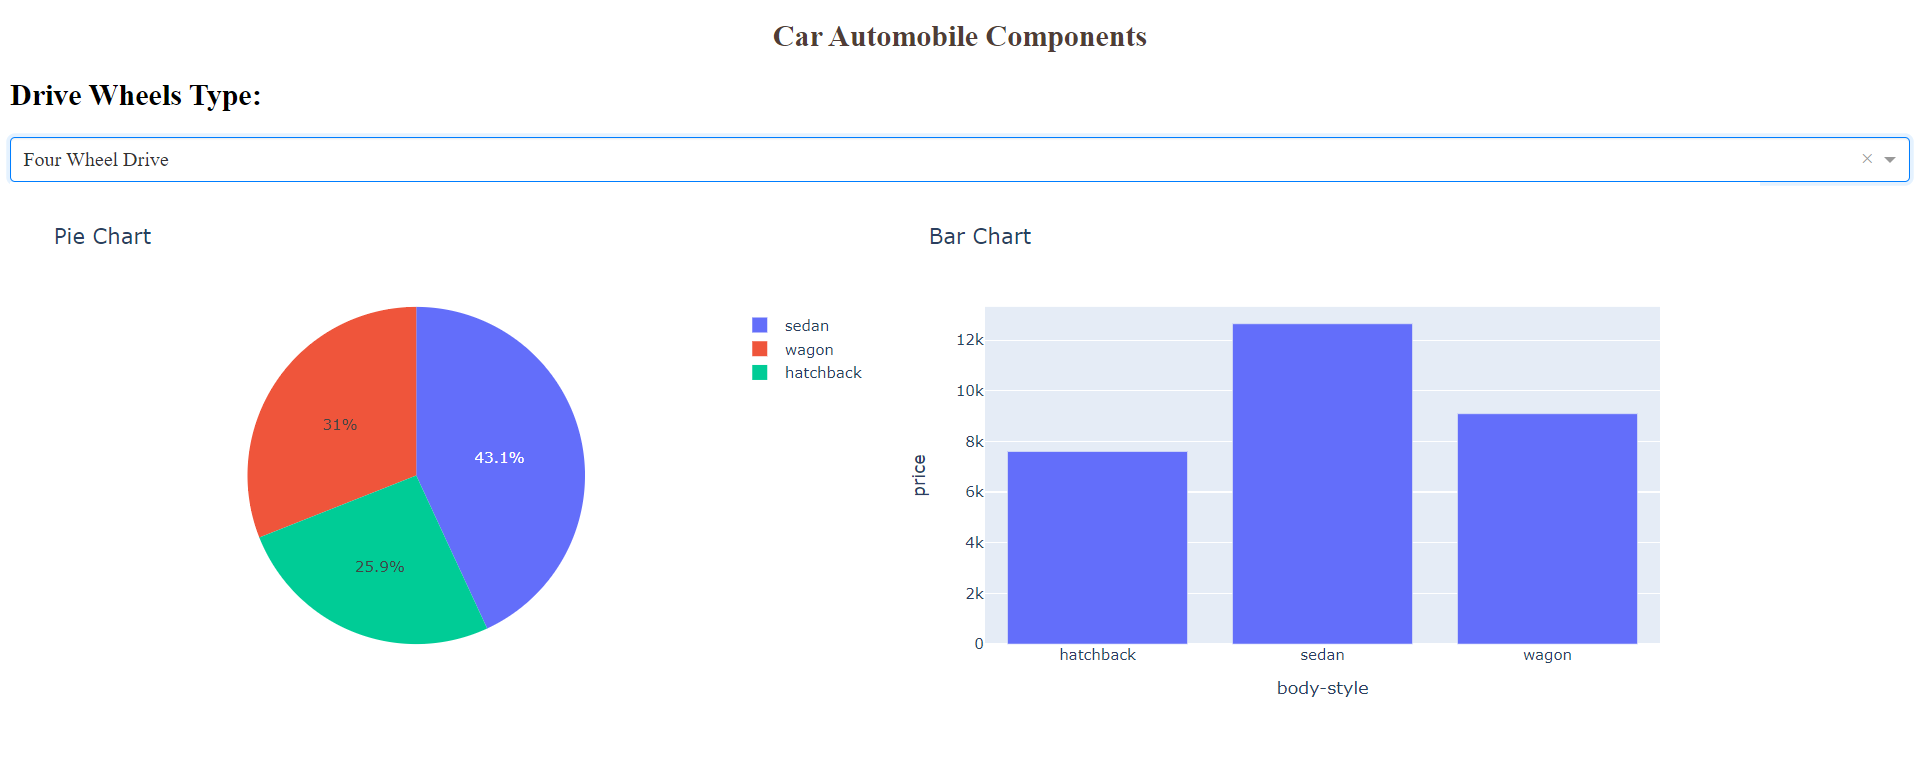 Car Automobile Components
Drive Wheels Type:
Four Wheel Drive
Pie Chart
43.1%
31%
25.9%
sedan
wagon
hatchback
Bar Chart
12k
10k
8k
6k
4k
2k
0
price
hatchback sedan wagon
body-style